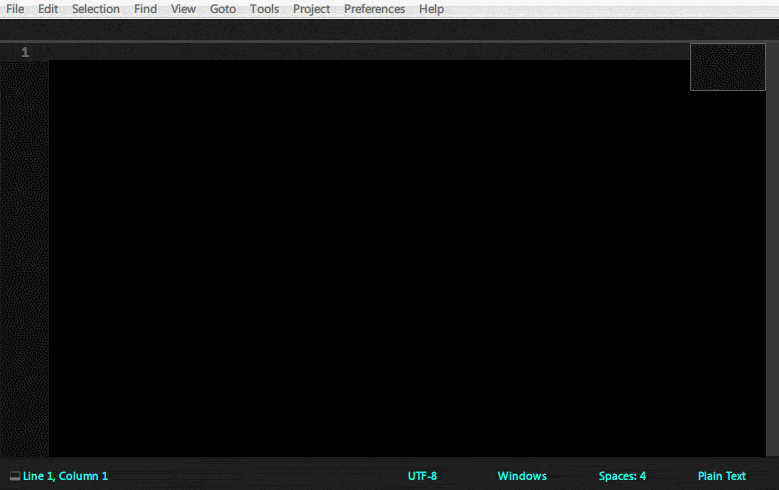 File Edit Selection Find View Goto Tools Project Preferences Help
1
Line 1, Column 1 UTF-8 Windows Spaces: 4 Plain Text